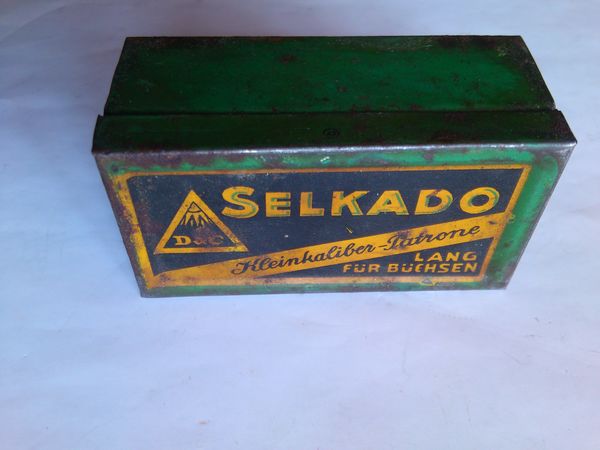 SELKADO
D&C
Kleinkaliber-Patrone
LANG
FÜR BÜCHSEN